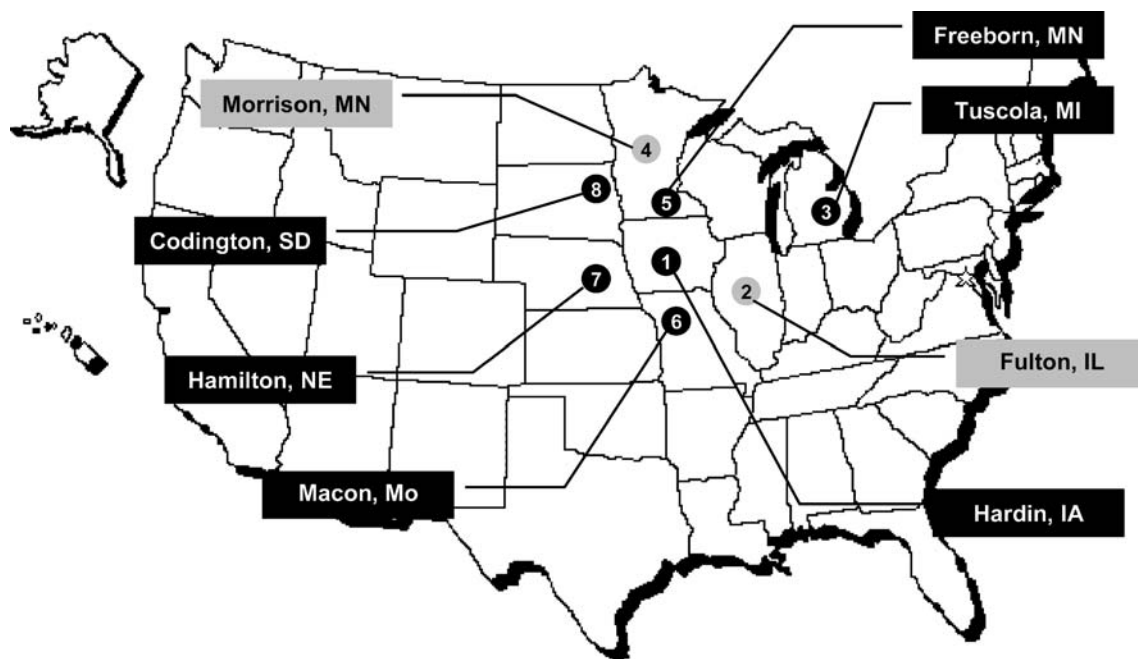 Freeborn, MN
Morrison, MN
Tuscola, MI
4
8
5
3
Codington, SD
1
7
2
6
Fulton, IL
Hamilton, NE
Macon, Mo
Hardin, IA